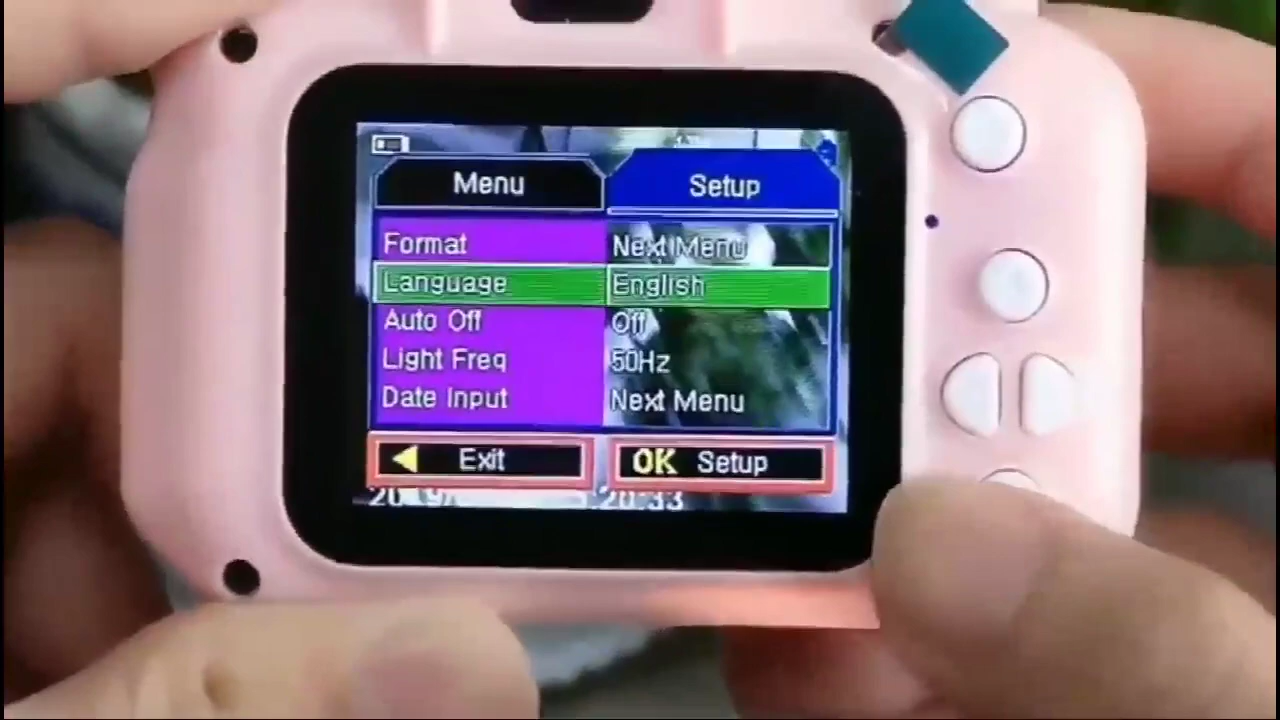 Menu Setup
Format Next Menu
Language English
Auto Off Off
Light Freq 50Hz
Date Input Next Menu
Exit OK Setup
20:33